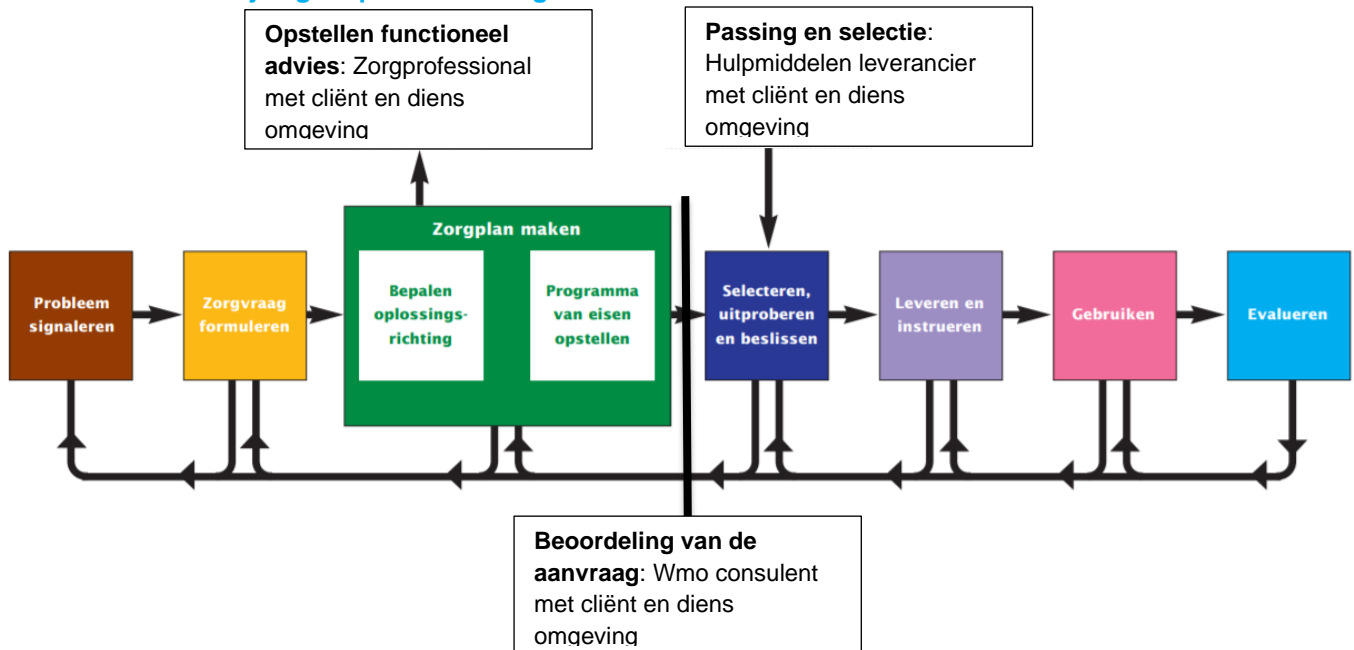 Opstellen functioneel
advies: Zorgprofessional
met cliënt en diens
omgeving
Passing en selectie:
Hulpmiddelen leverancier
met cliënt en diens
omgeving
Zorgplan maken
Probleem
signaleren
Zorgvraag
formuleren
Bepalen
oplossings-
richting
Programma
van eisen
opstellen
Selecteren,
uitproberen
en beslissen
Leveren en
instrueren
Gebruiken
Evalueren
Beoordeling van de
aanvraag: Wmo consulent
met cliënt en diens
omgeving